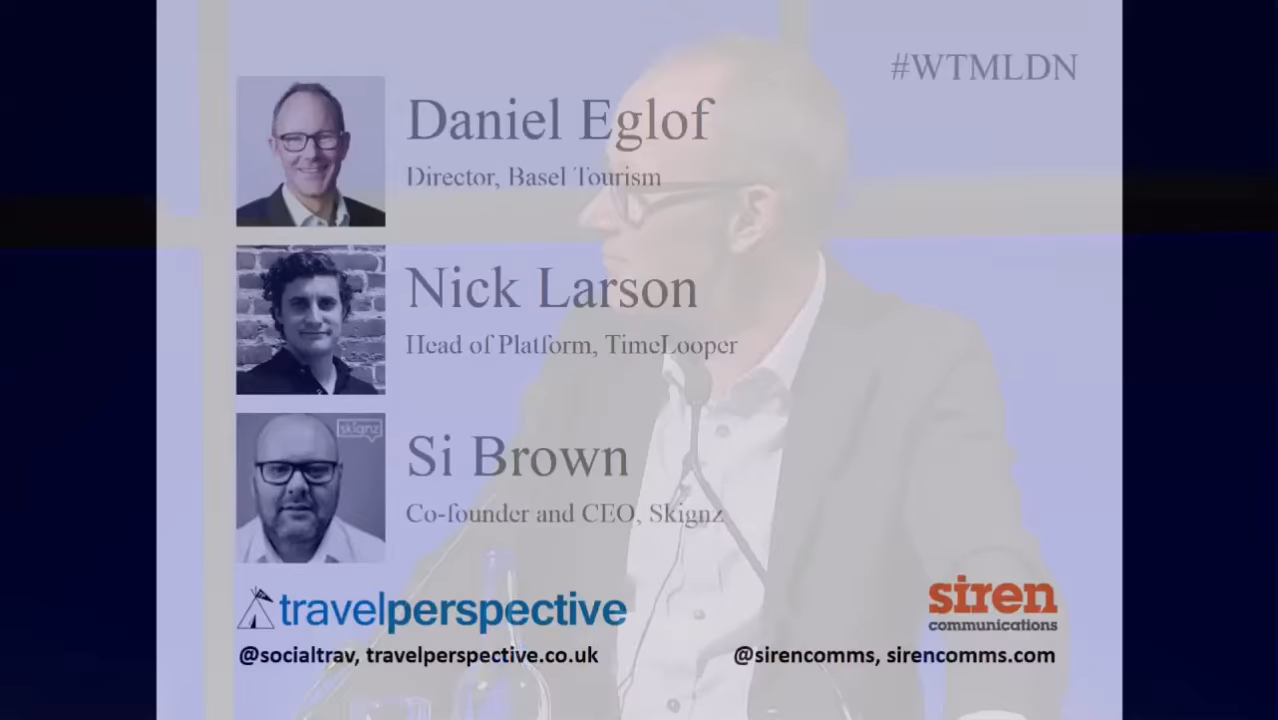 #WTMLDN
Daniel Eglof
Director, Basel Tourism
Nick Larson
Head of Platform, TimeLooper
skignz
Si Brown
Co-founder and CEO, Skignz
travelperspective
@socialtrav, travelperspective.co.uk
siren
communications
@sirencomms, sirencomms.com